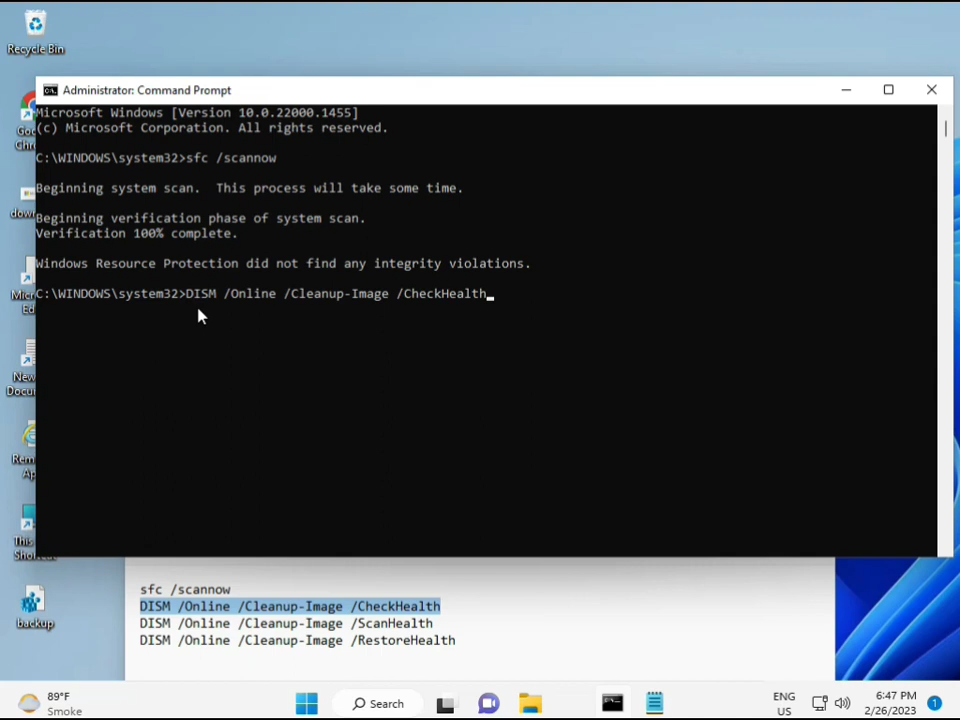 Recycle Bin
Administrator: Command Prompt
Microsoft Windows [Version 10.0.22000.1455]
(c) Microsoft Corporation. All rights reserved.
C:\WINDOWS\system32>sfc /scannow
Beginning system scan.  This process will take some time.
Beginning verification phase of system scan.
Verification 100% complete.
Windows Resource Protection did not find any integrity violations.
C:\WINDOWS\system32>DISM /Online /Cleanup-Image /CheckHealth
sfc /scannow
DISM /Online /Cleanup-Image /CheckHealth
DISM /Online /Cleanup-Image /ScanHealth
DISM /Online /Cleanup-Image /RestoreHealth
backup
89°F
Smoke
Search
ENG
US
6:47 PM
2/26/2023
1